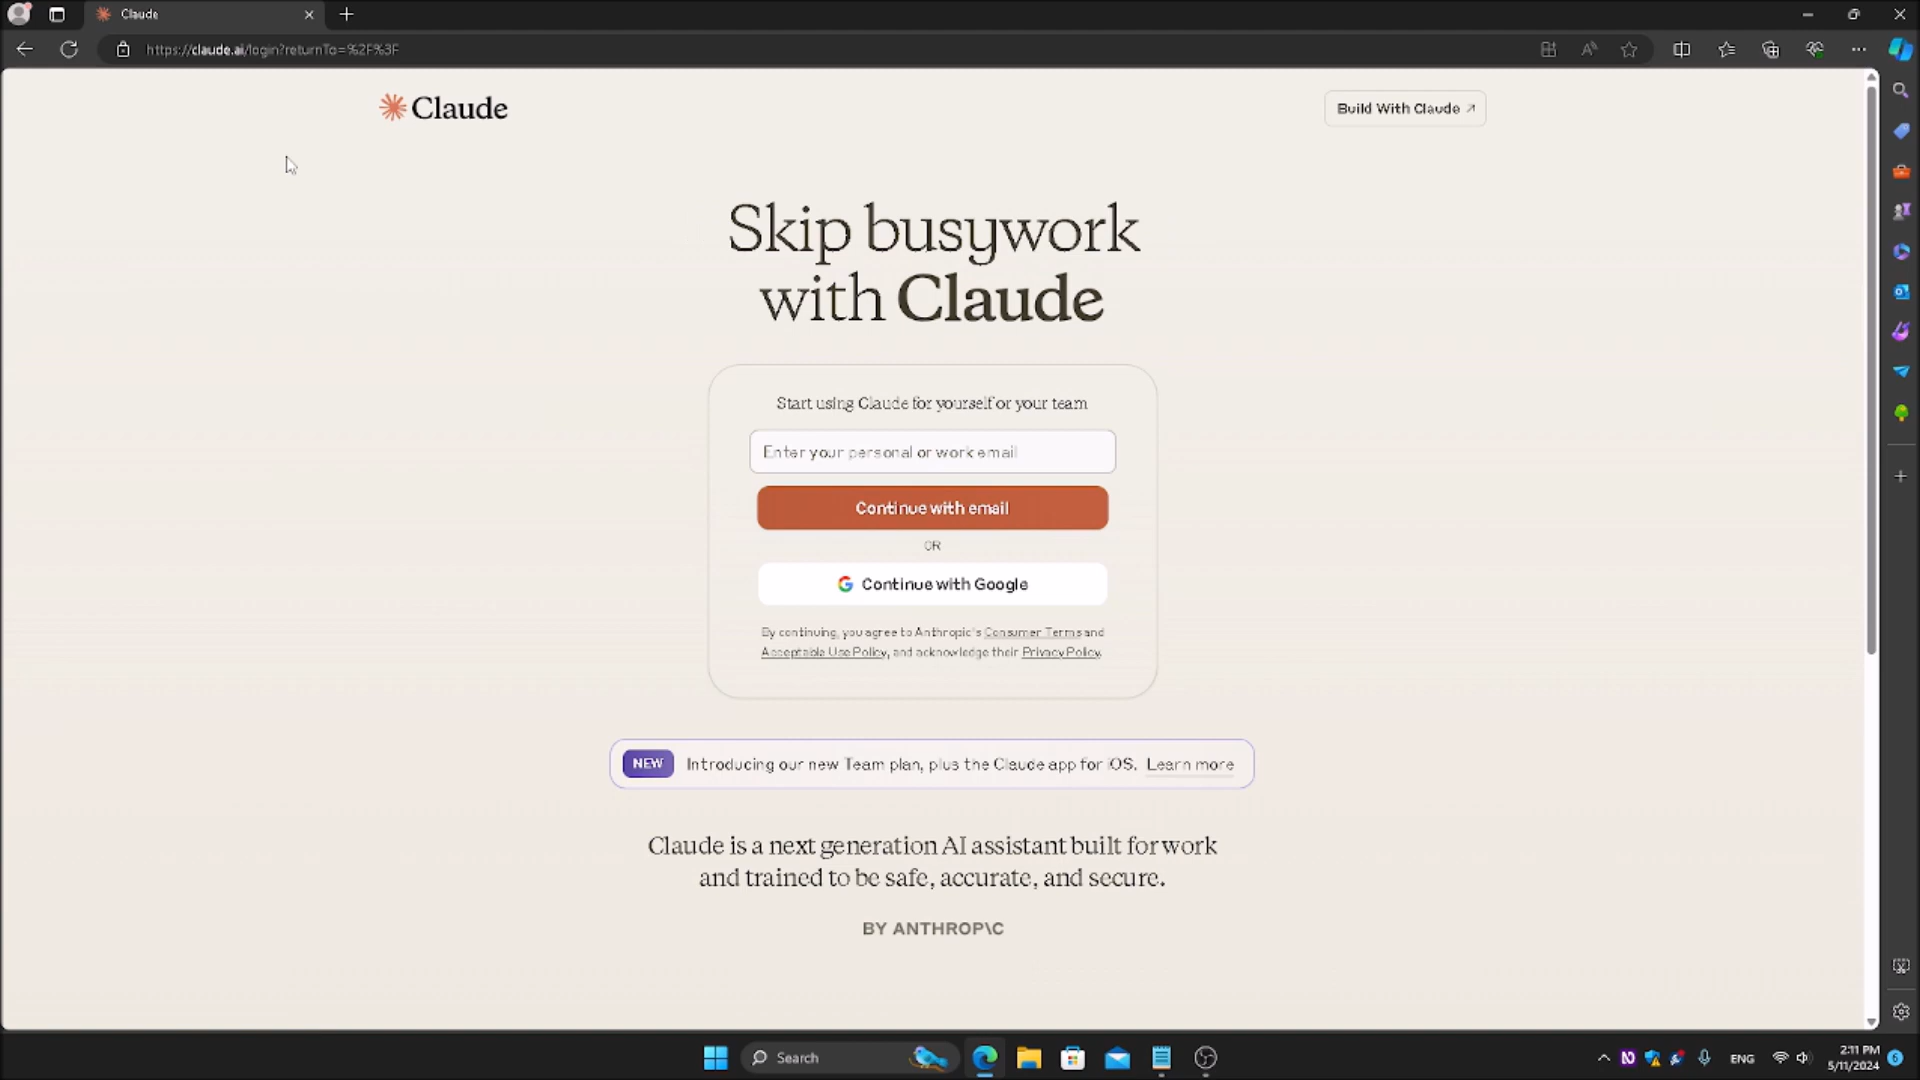 Claude
https://claude.ai/login?returnTo=%2F%3F
Claude
Build With Claude ↗
Skip busywork
with Claude
Start using Claude for yourself or your team
Enter your personal or work email
Continue with email
OR
Continue with Google
By continuing, you agree to Anthropic's Consumer Terms and
Acceptable Use Policy, and acknowledge their Privacy Policy.
NEW Introducing our new Team plan, plus the Claude app for iOS. Learn more
Claude is a next generation AI assistant built for work
and trained to be safe, accurate, and secure.
BY ANTHROP\C
Search
ENG
2:11 PM
5/11/2024
6